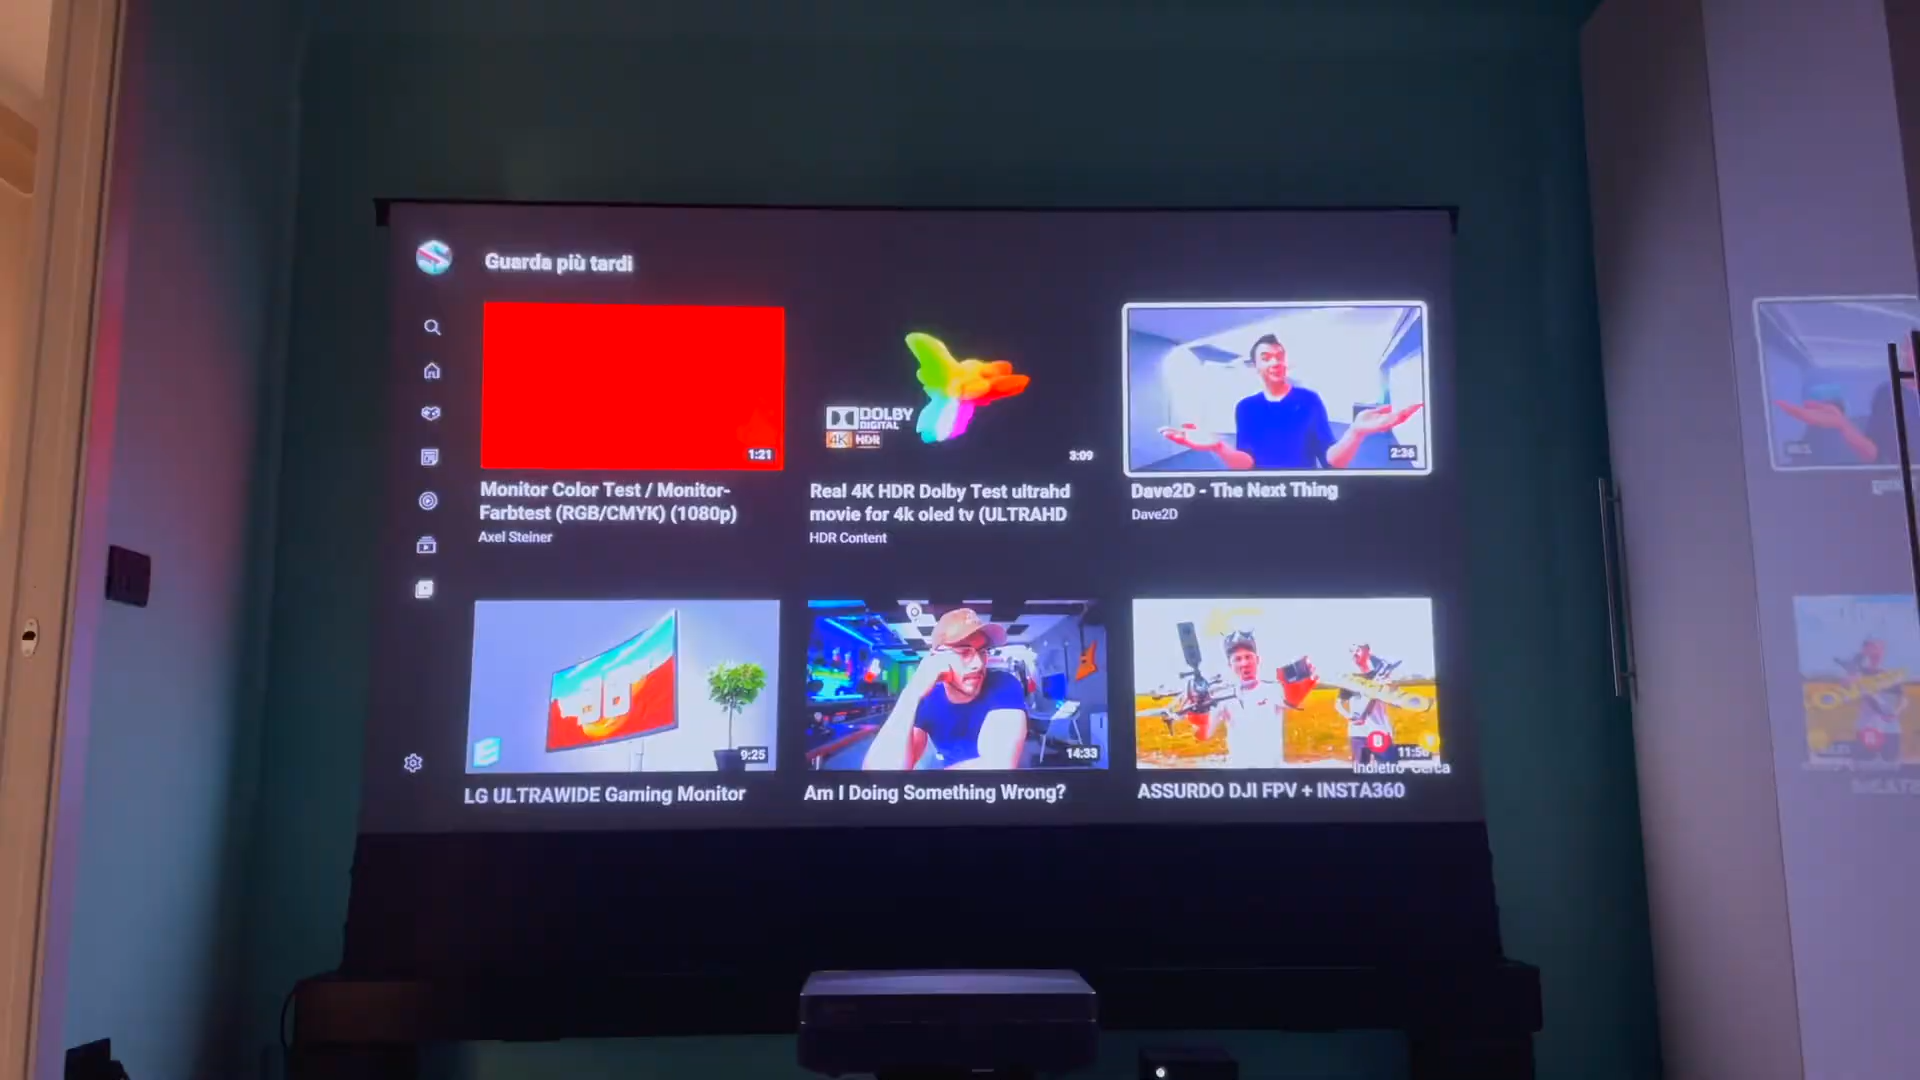 Guarda più tardi
1:21
DOLBY
DIGITAL
4K HDR
3:09
2:36
Monitor Color Test / Monitor-
Farbtest (RGB/CMYK) (1080p)
Axel Steiner
Real 4K HDR Dolby Test ultrahd
movie for 4k oled tv (ULTRAHD
HDR Content
Dave2D - The Next Thing
Dave2D
9:25
14:33
B
Indietro Cerca
LG ULTRAWIDE Gaming Monitor
Am I Doing Something Wrong?
ASSURDO DJI FPV + INSTA360